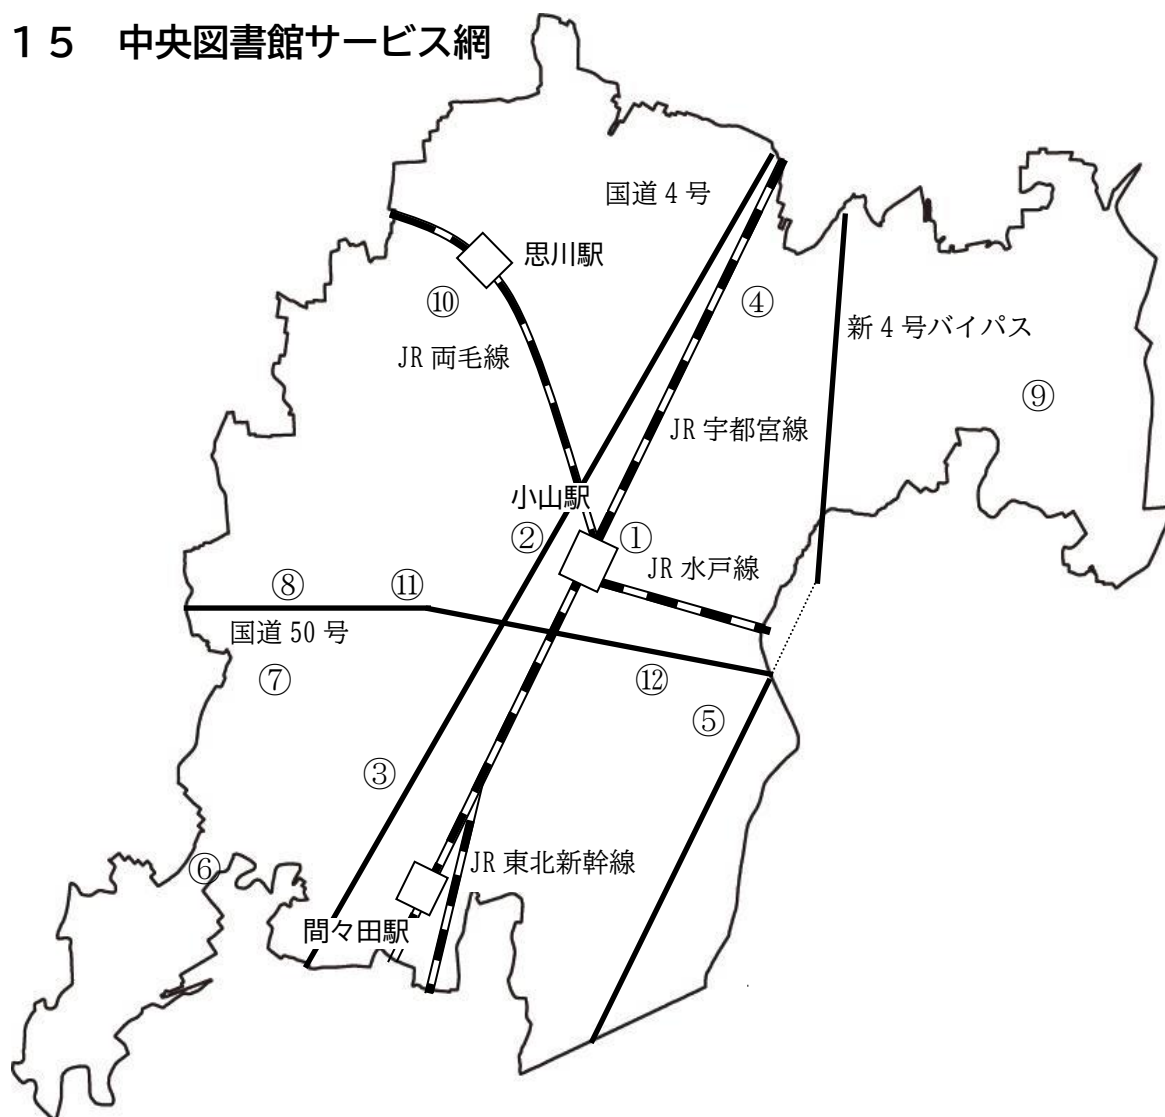 １５　中央図書館サービス網
国道４号
思川駅
⑩
④
新４号バイパス
JR 両毛線
⑨
JR 宇都宮線
小山駅
②
①
JR 水戸線
⑧
⑪
国道 50 号
⑦
⑫
⑤
③
⑥
JR 東北新幹線
間々田駅